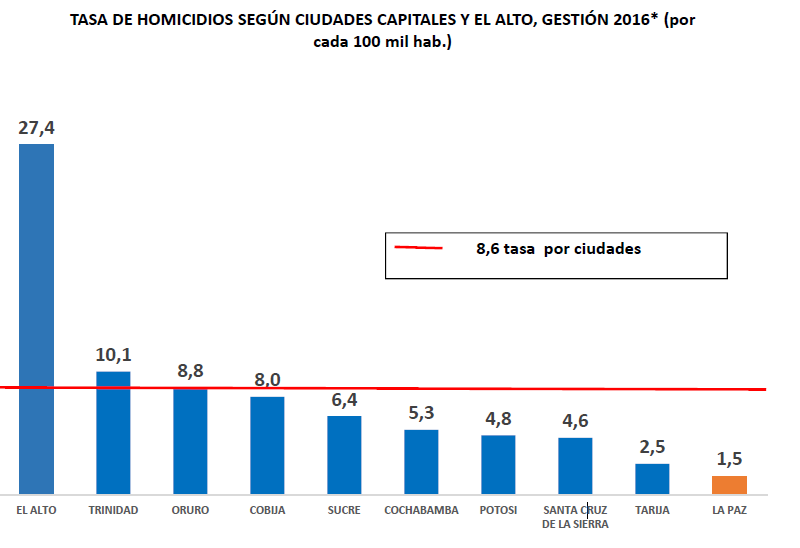 TASA DE HOMICIDIOS SEGÚN CIUDADES CAPITALES Y EL ALTO, GESTIÓN 2016* (por
cada 100 mil hab.)
27,4
8,6 tasa por ciudades
10,1
8,8
8,0
6,4
5,3
4,8
4,6
2,5
1,5
EL ALTO
TRINIDAD
ORURO
COBIJA
SUCRE
COCHABAMBA
POTOSI
SANTA CRUZ
DE LA SIERRA
TARIJA
LA PAZ